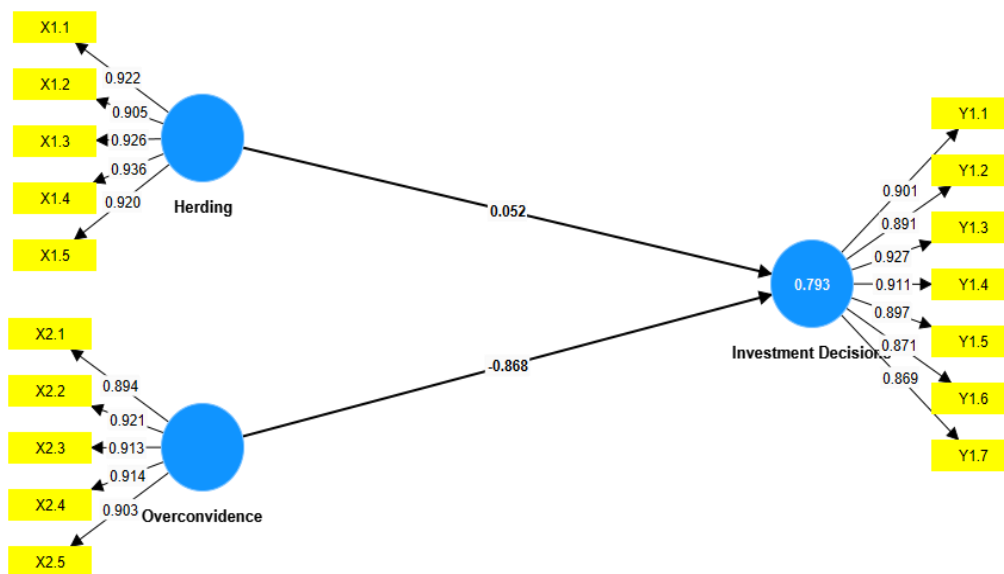 X1.1
X1.2
X1.3
X1.4
X1.5
0.922
0.905
0.926
0.936
0.920
Herding
0.052
X2.1
X2.2
X2.3
X2.4
X2.5
0.894
0.921
0.913
0.914
0.903
Overconvidence
-0.868
0.793
Investment Decisions
0.901
0.891
0.927
0.911
0.897
0.871
0.869
Y1.1
Y1.2
Y1.3
Y1.4
Y1.5
Y1.6
Y1.7